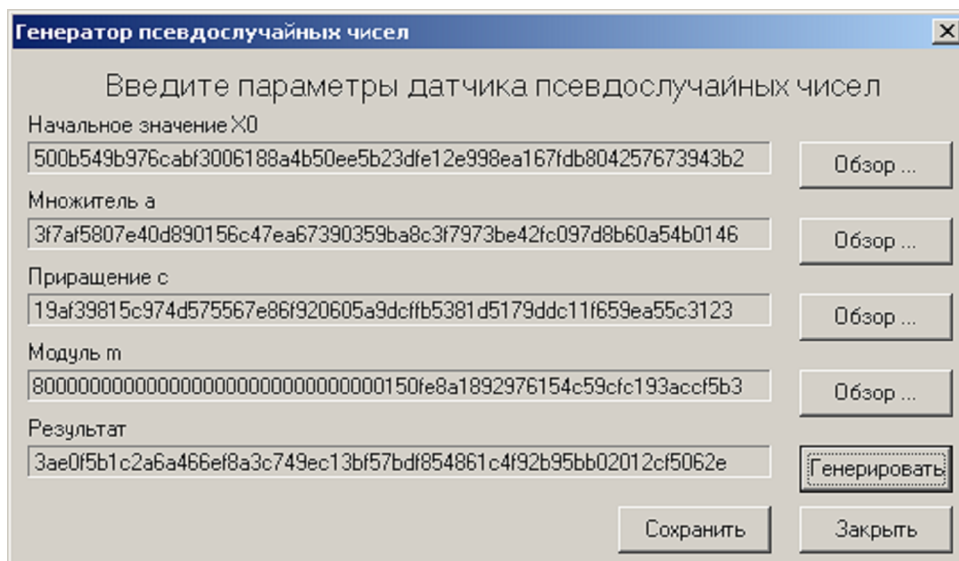 Генератор псевдослучайных чисел
Введите параметры датчика псевдослучайных чисел
Начальное значение X0
500b549b976cabf3006188a4b50ee5b23dfe12e998ea167fdb804257673943b2
Обзор ...
Множитель a
3f7af5807e40d890156c47ea67390359ba8c3f7973be42fc097d8b60a54b0146
Обзор ...
Приращение c
19af39815c974d575567e86f920605a9dcffb5381d5179ddc11f659ea55c3123
Обзор ...
Модуль m
80000000000000000000000000000000150fe8a1892976154c59cfc193accf5b3
Обзор ...
Результат
3ae0f5b1c2a6a466ef8a3c749ec13bf57bdf854861c4f92b95bb02012cf5062e
Генерировать
Сохранить
Закрыть